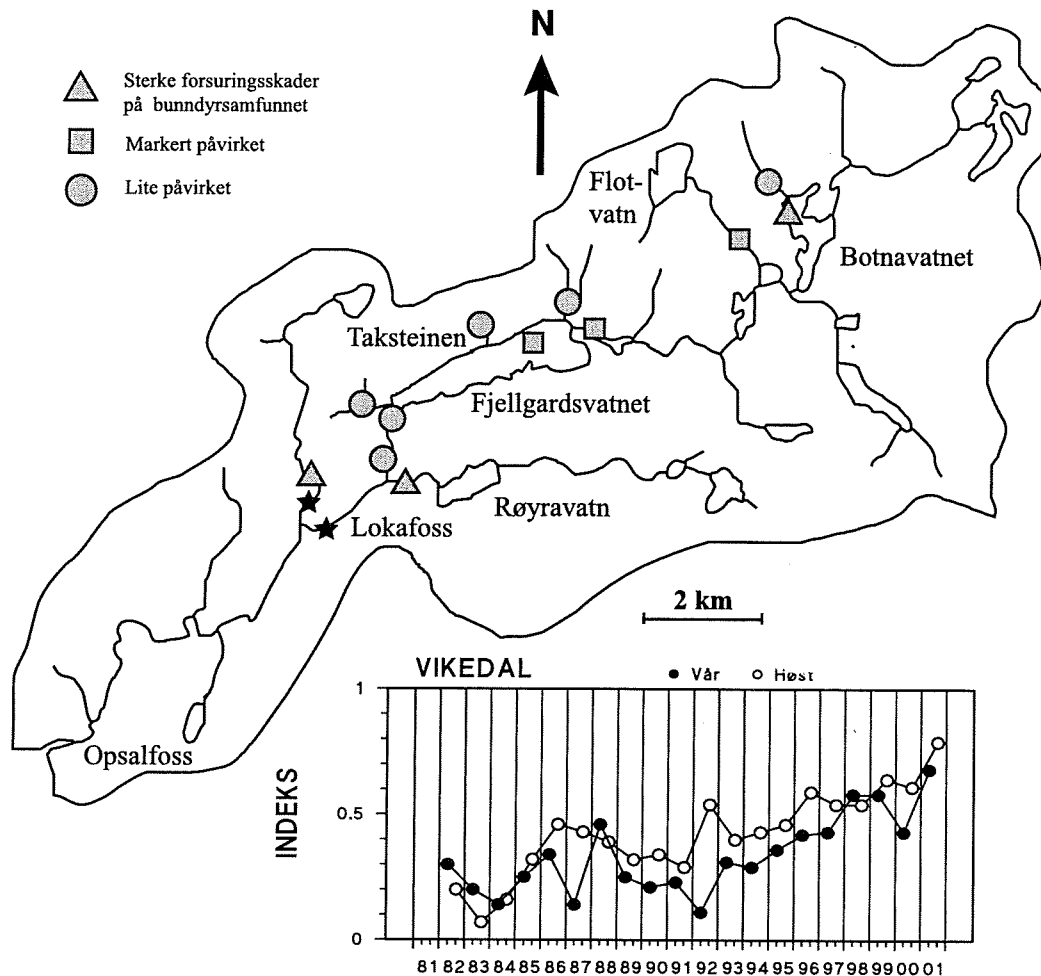 N
Sterke forsuringsskader
på bunndyrsamfunnet
Markert påvirket
Lite påvirket
Flot-
vatn
Botnavatnet
Taksteinen
Fjellgardsvatnet
Røyravatn
Lokafoss
2 km
Opsalfoss
VIKEDAL
Vår Høst
INDEKS
1
0.5
0
81 82 83 84 85 86 87 88 89 90 91 92 93 94 95 96 97 98 99 00 01